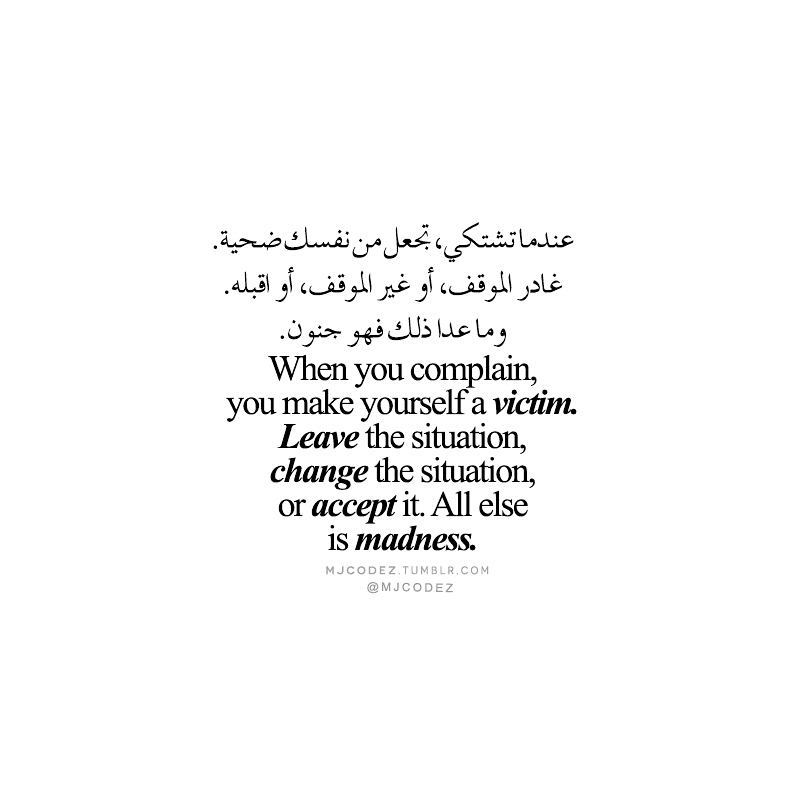 عندما تشتكي، تجعل من نفسك ضحية.
غادر الموقف، أو غير الموقف، أو اقبله.
وما عدا ذلك فهو جنون.
When you complain,
you make yourself a victim.
Leave the situation,
change the situation,
or accept it. All else
is madness.
MJCODEZ.TUMBLR.COM
@MJCODEZ